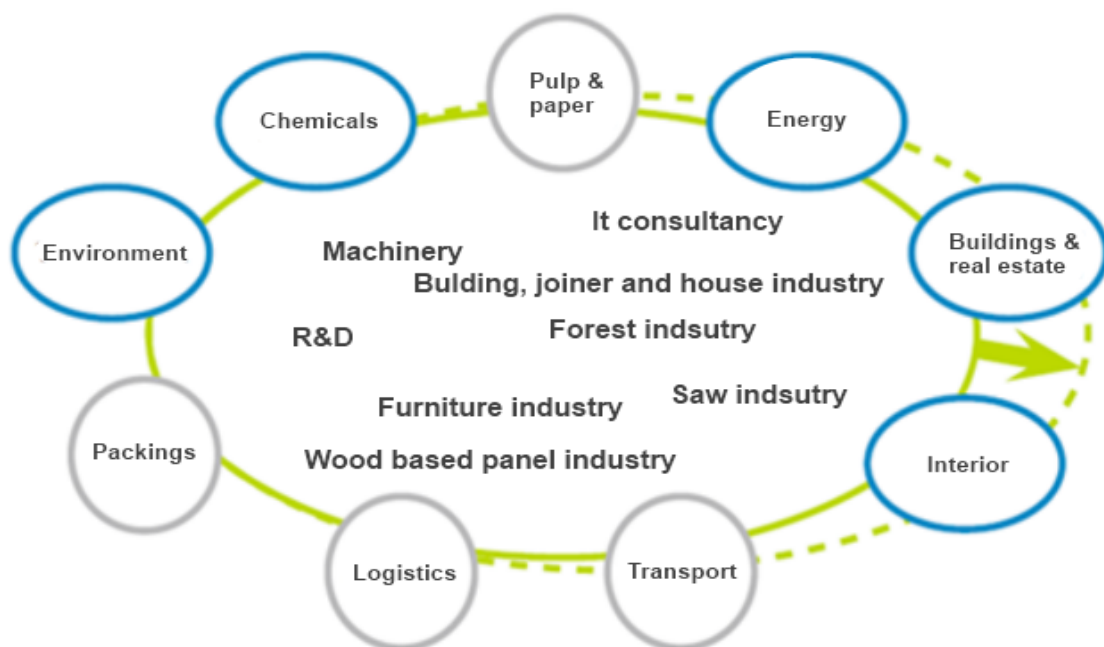 Pulp &
paper
Chemicals
Energy
It consultancy
Environment
Machinery
Buildings &
real estate
Bulding, joiner and house industry
R&D
Forest indsutry
Saw indsutry
Furniture industry
Packings
Wood based panel industry
Interior
Logistics
Transport